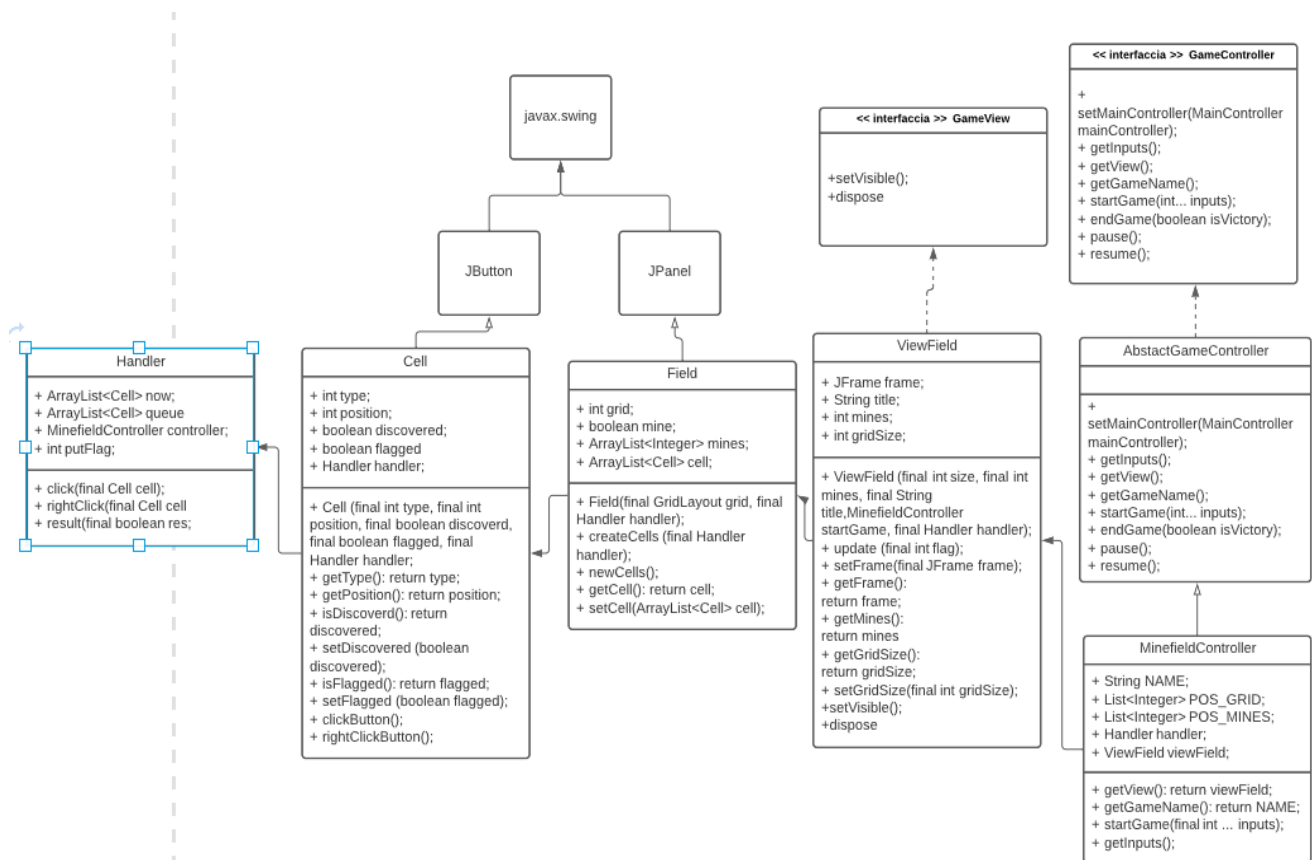 << interfaccia >> GameController
+
setMainController(MainController
mainController);
+ getInputs();
+ getView();
+ getGameName();
+ startGame(int... inputs);
+ endGame(boolean isVictory);
+ pause();
+ resume();
javax.swing
<< interfaccia >> GameView
+setVisible();
+dispose
JButton
JPanel
Handler
+ ArrayList<Cell> now;
+ ArrayList<Cell> queue
+ MinefieldController controller;
+ int putFlag;
+ click(final Cell cell);
+ rightClick(final Cell cell
+ result(final boolean res;
Cell
+ int type;
+ int position;
+ boolean discovered;
+ boolean flagged
+ Handler handler;
+ Cell (final int type, final int
position, final boolean discoverd,
final boolean flagged, final
Handler handler;
+ getType(): return type;
+ getPosition(): return position;
+ isDiscoverd(): return
discovered;
+ setDiscovered (boolean
discovered);
+ isFlagged(): return flagged;
+ setFlagged (boolean flagged);
+ clickButton();
+ rightClickButton();
Field
+ int grid;
+ boolean mine;
+ ArrayList<Integer> mines;
+ ArrayList<Cell> cell;
+ Field(final GridLayout grid, final
Handler handler);
+ createCells (final Handler
handler);
+ newCells()
+ getCell(): return cell;
+ setCell(ArrayList<Cell> cell);
ViewField
+ JFrame frame;
+ String title;
+ int mines;
+ int gridSize;
+ ViewField (final int size, final int
mines, final String
title,MinefieldController
startGame, final Handler handler);
+ update (final int flag);
+ setFrame(final JFrame frame);
+ getFrame():
return frame;
+ getMines():
return mines
+ getGridSize():
return gridSize;
+ setGridSize(final int gridSize);
+setVisible();
+dispose
AbstactGameController
+
setMainController(MainController
mainController);
+ getInputs();
+ getView();
+ getGameName();
+ startGame(int... inputs);
+ endGame(boolean isVictory);
+ pause();
+ resume();
MinefieldController
+ String NAME;
+ List<Integer> POS_GRID;
+ List<Integer> POS_MINES;
+ Handler handler;
+ ViewField viewField;
+ getView(): return viewField;
+ getGameName(): return NAME;
+ startGame(final int ... inputs);
+ getInputs();